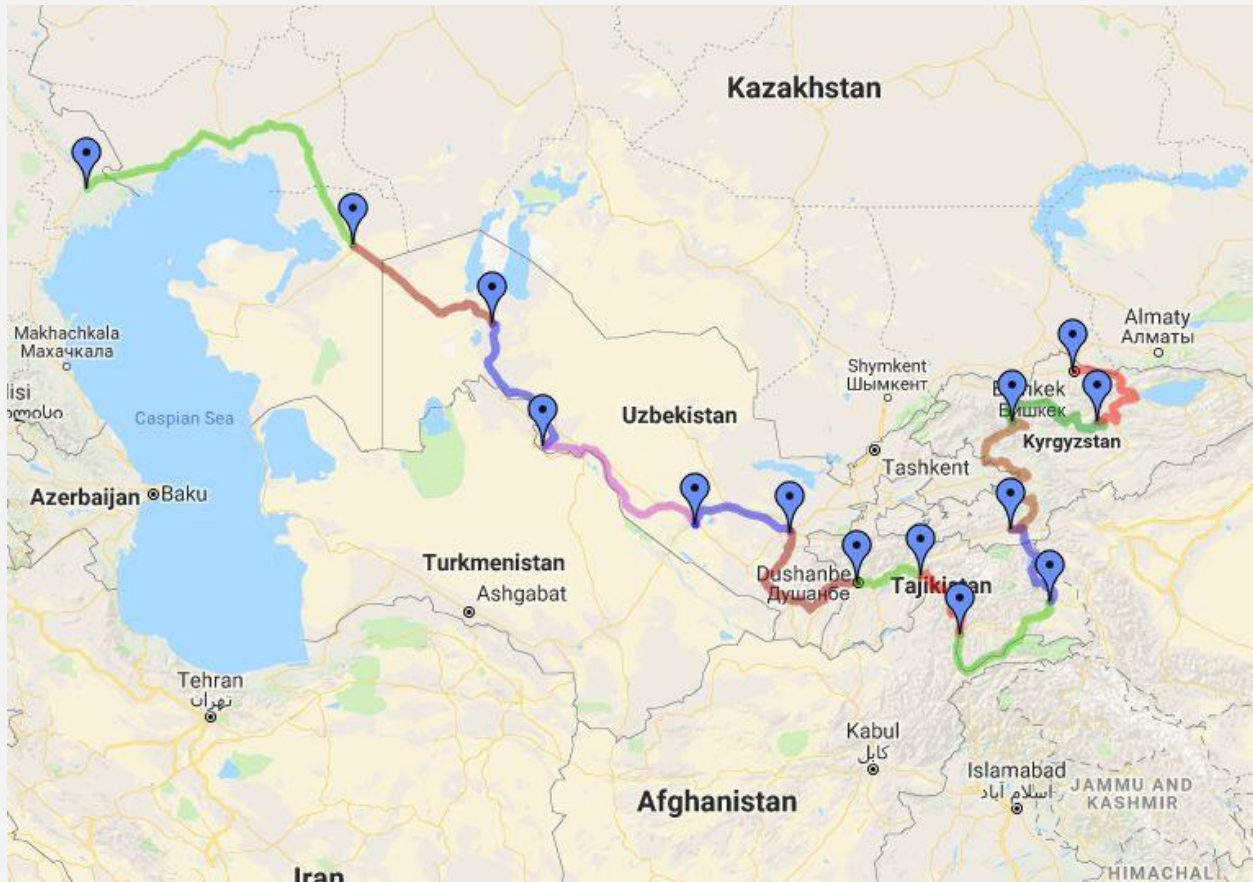 Kazakhstan
Almaty
Алматы
Makhachkala
Махачкала
Shymkent
Шымкент
Бишкек
Kyrgyzstan
Caspian Sea
Uzbekistan
Tashkent
Azerbaijan
Baku
Turkmenistan
Ashgabat
Dushanbe
Душанбе
Tajikistan
Tehran
تهران
Kabul
کابل
Islamabad
اسلام آباد
JAMMU AND
KASHMIR
Afghanistan
Iran
HIMACHAL